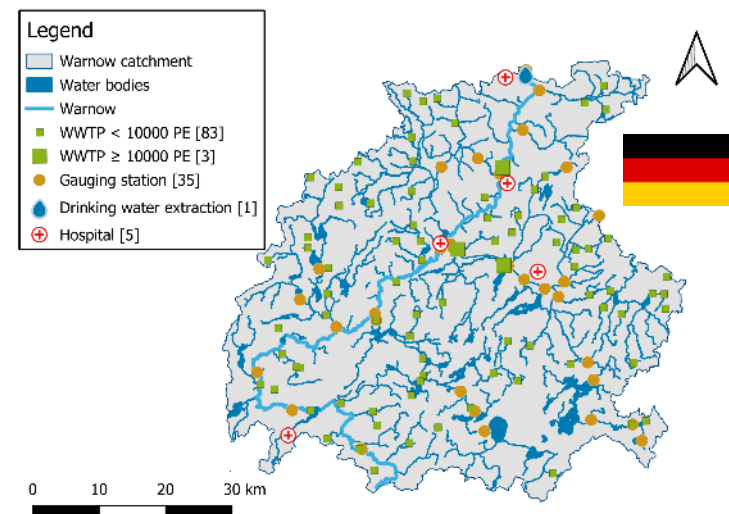 Legend
Warnow catchment
Water bodies
Warnow
WWTP < 10000 PE [83]
WWTP ≥ 10000 PE [3]
Gauging station [35]
Drinking water extraction [1]
Hospital [5]
0 10 20 30 km